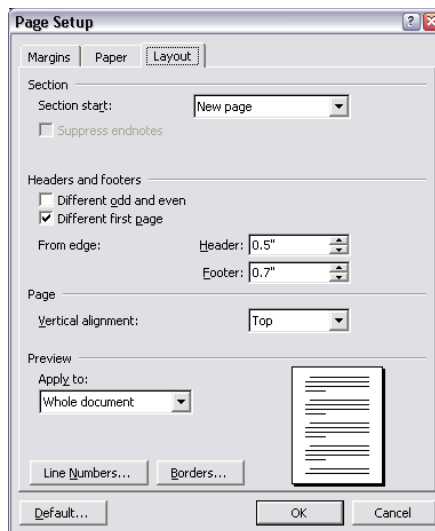 Page Setup
Margins Paper Layout
Section
Section start: New page
Suppress endnotes
Headers and footers
Different odd and even
Different first page
From edge: Header: 0.5"
Footer: 0.7"
Page
Vertical alignment: Top
Preview
Apply to:
Whole document
Line Numbers... Borders...
Default... OK Cancel